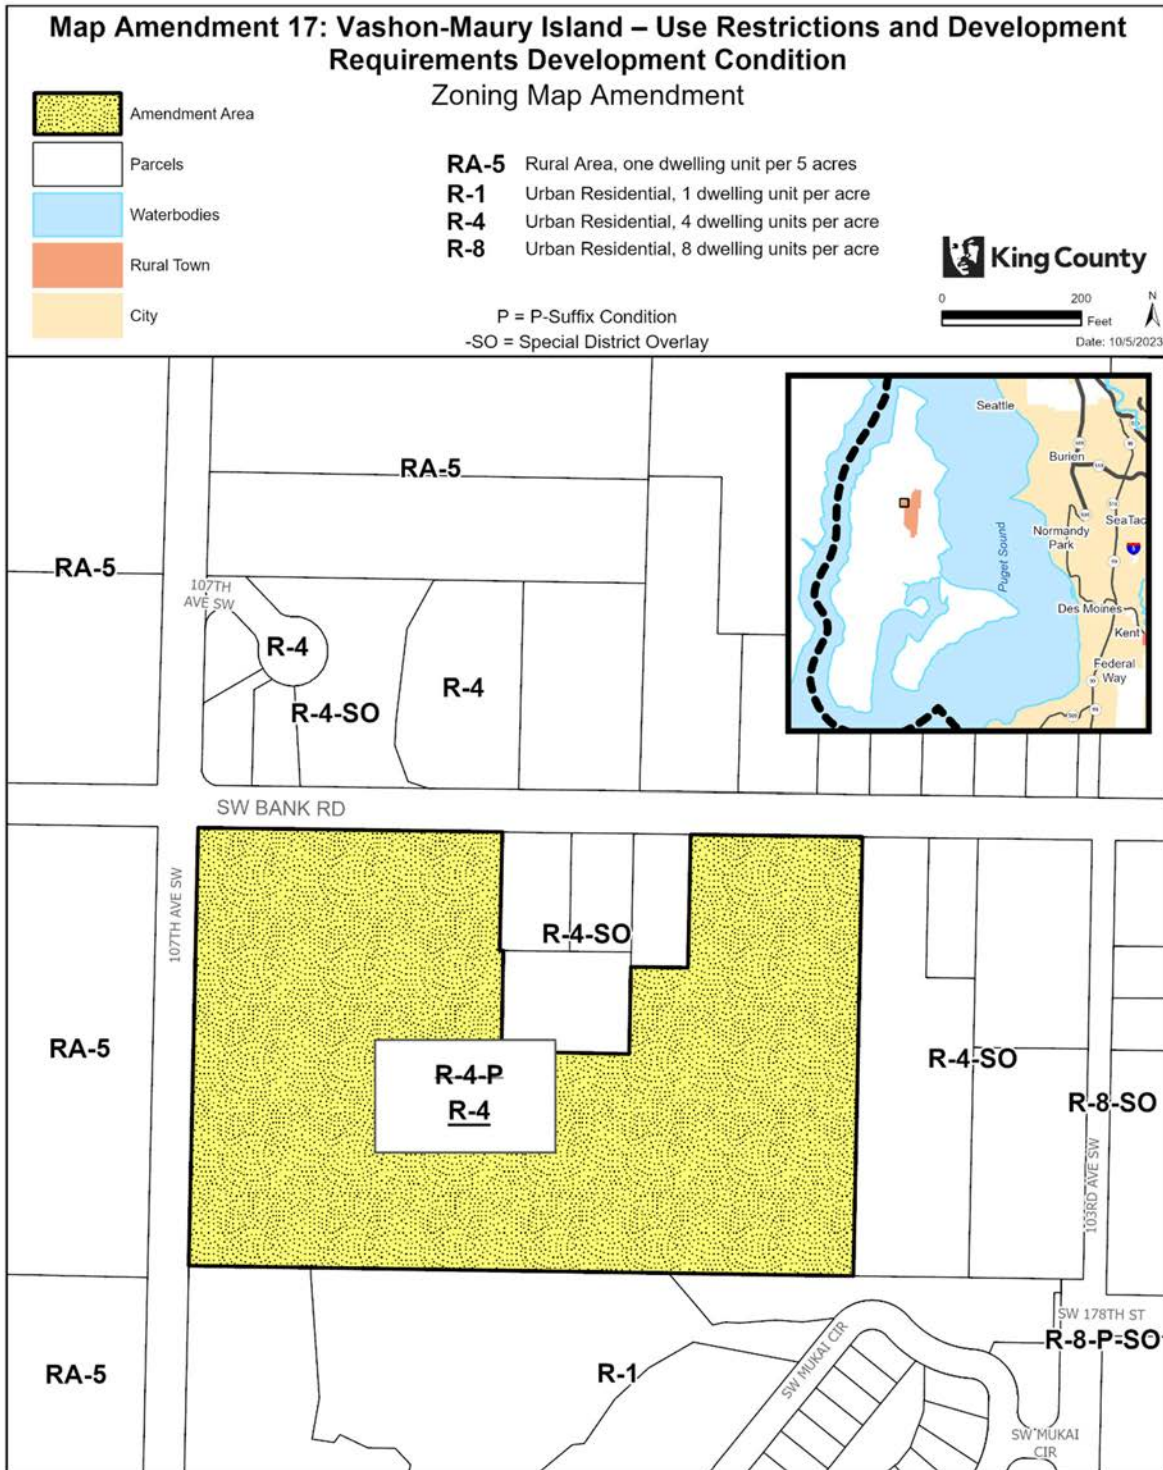 Map Amendment 17: Vashon-Maury Island – Use Restrictions and Development
Requirements Development Condition
Zoning Map Amendment
Amendment Area
Parcels
Waterbodies
Rural Town
City
RA-5 Rural Area, one dwelling unit per 5 acres
R-1 Urban Residential, 1 dwelling unit per acre
R-4 Urban Residential, 4 dwelling units per acre
R-8 Urban Residential, 8 dwelling units per acre
P = P-Suffix Condition
-SO = Special District Overlay
King County
0 200
Feet
N
Date: 10/5/2023
Seattle
Burien
Normandy
Park
SeaTac
Puget Sound
Des Moines
Kent
Federal
Way
RA-5
RA-5
107TH
AVE SW
R-4
R-4-SO
R-4
SW BANK RD
107TH AVE SW
R-4-SO
RA-5
R-4-P
R-4
R-4-SO
R-8-SO
103RD AVE SW
SW 178TH ST
R-8-P-SO
RA-5
R-1
SW MUKAI CIR
SW MUKAI
CIR